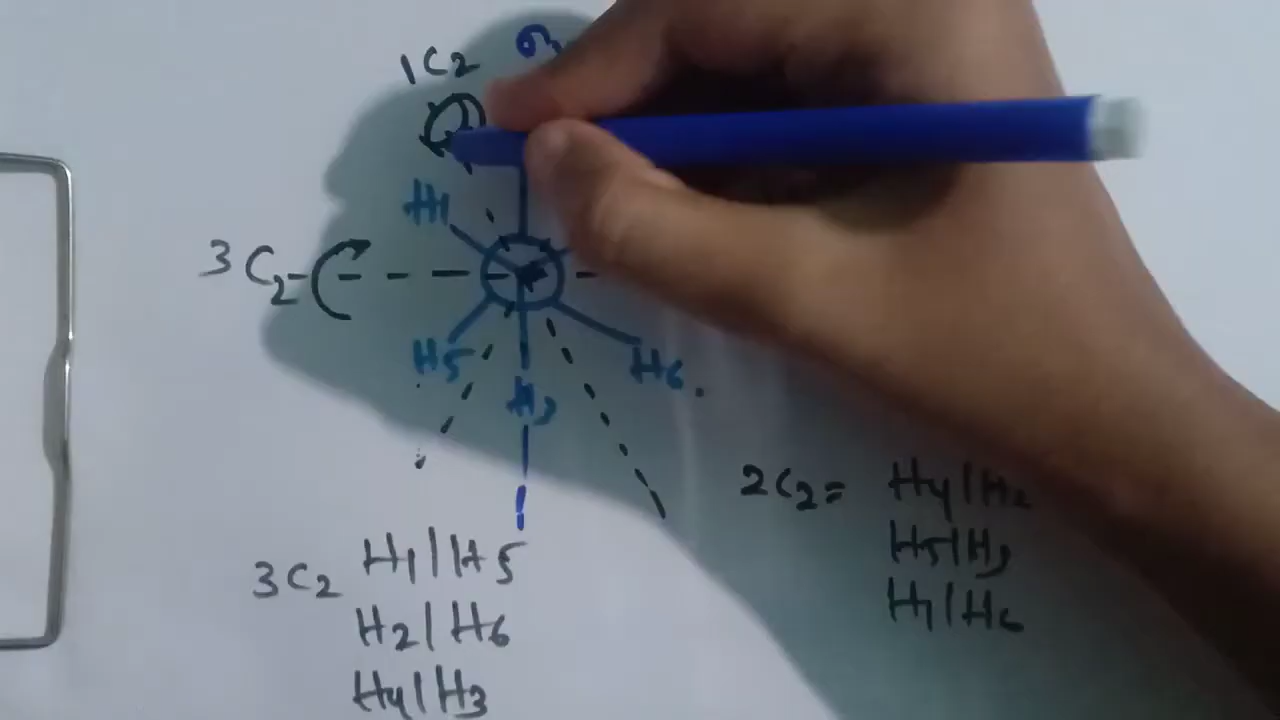 1C2 σ
H1
3C2
H5
H6.
H3
2C2= H4/H2
H5/H3
H1/H6
3C2 H1/H5
H2/H6
H4/H3